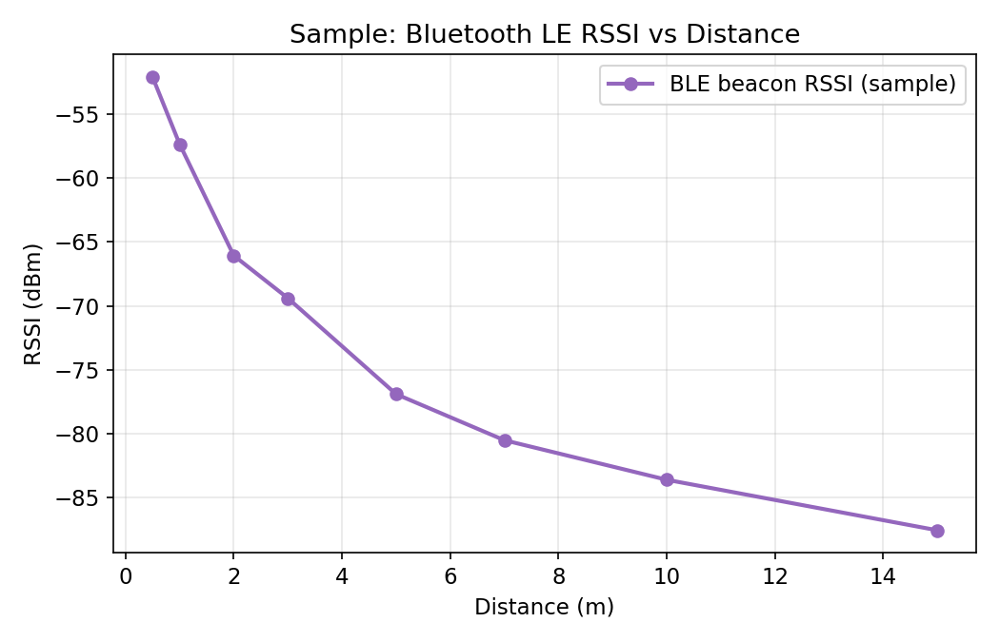 Sample: Bluetooth LE RSSI vs Distance
BLE beacon RSSI (sample)
RSSI (dBm)
−55
−60
−65
−70
−75
−80
−85
0 2 4 6 8 10 12 14
Distance (m)